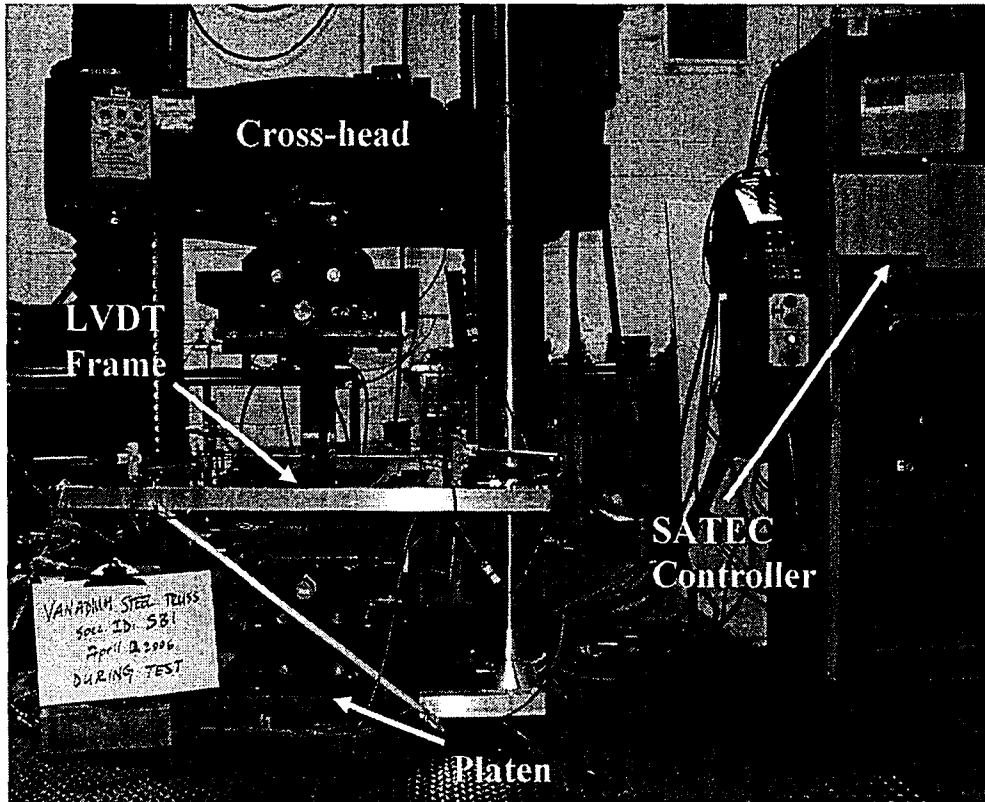 Cross-head
LVDT
Frame
SATEC
Controller
VANADIUM STEEL TRUSS
SPEC. ID: SB1
April 2006
DURING TEST
Platen